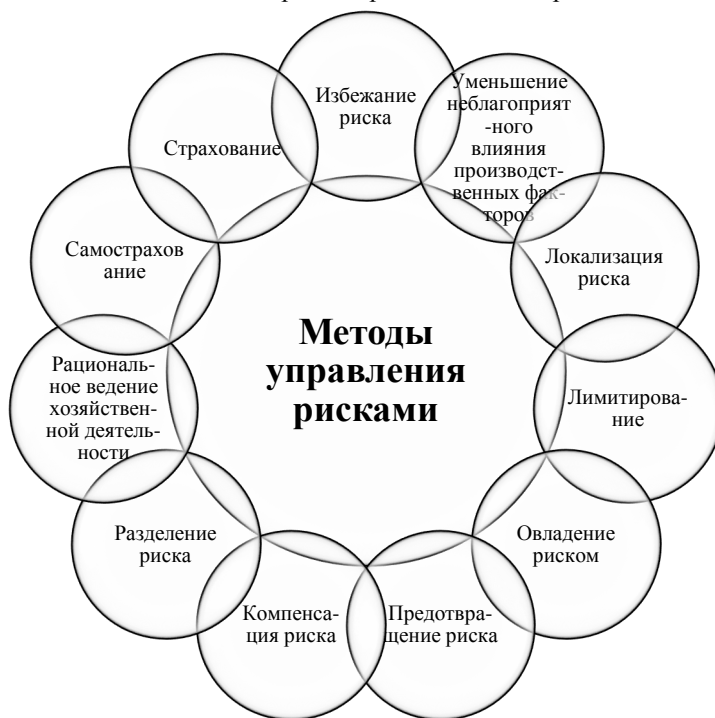 Избежание
риска
Уменьшение
неблагоприят
-ного
влияния
производст-
венных фак-
торов
Локализация
риска
Лимитирова-
ние
Овладение
риском
Предотвра-
щение риска
Компенса-
ция риска
Разделение
риска
Рациональ-
ное ведение
хозяйствен-
ной деятель-
ности
Самострахов
ание
Страхование
Методы
управления
рисками